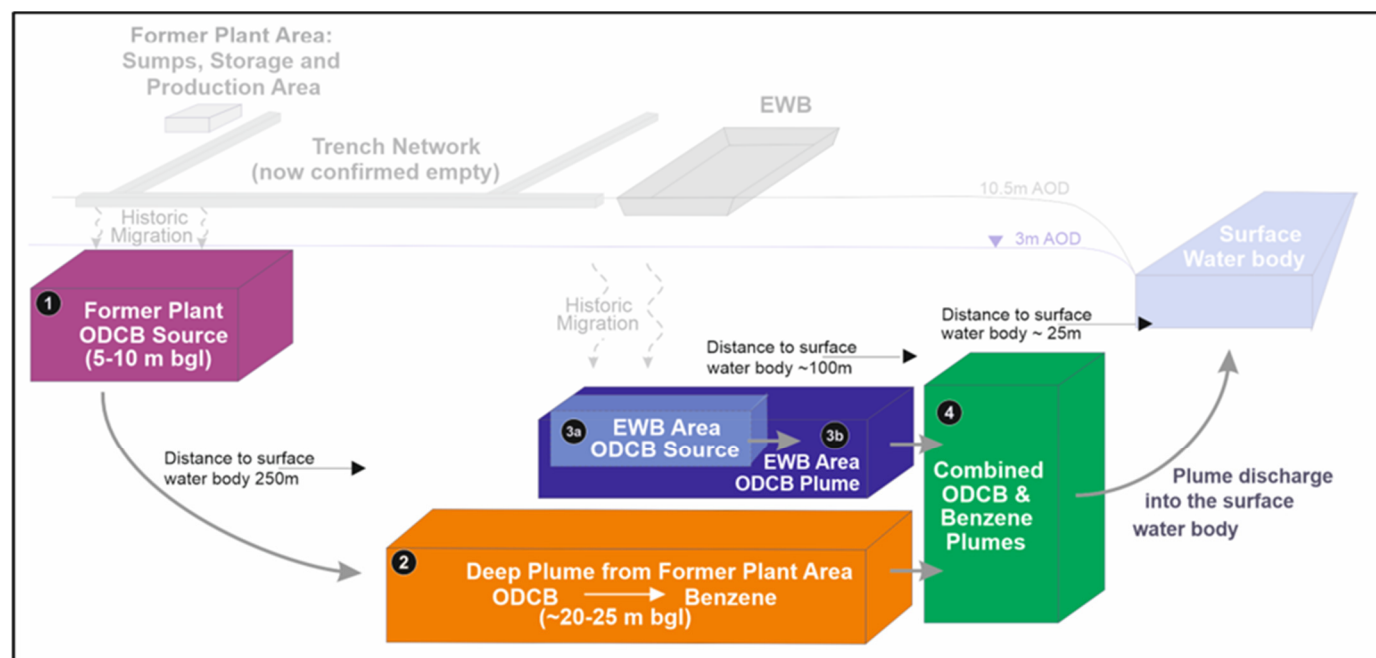 Former Plant Area:
Sumps, Storage and
Production Area
EWB
Trench Network
(now confirmed empty)
10.5m AOD
Historic
Migration
3m AOD
Surface
Water body
1
Former Plant
ODCB Source
(5-10 m bgl)
Historic
Migration
Distance to surface
water body ~ 25m
Distance to surface
water body ~100m
3a
EWB Area
ODCB Source
3b
EWB Area
ODCB Plume
4
Combined
ODCB &
Benzene
Plumes
Distance to surface
water body 250m
Plume discharge
into the surface
water body
2
Deep Plume from Former Plant Area
ODCB Benzene
(~20-25 m bgl)